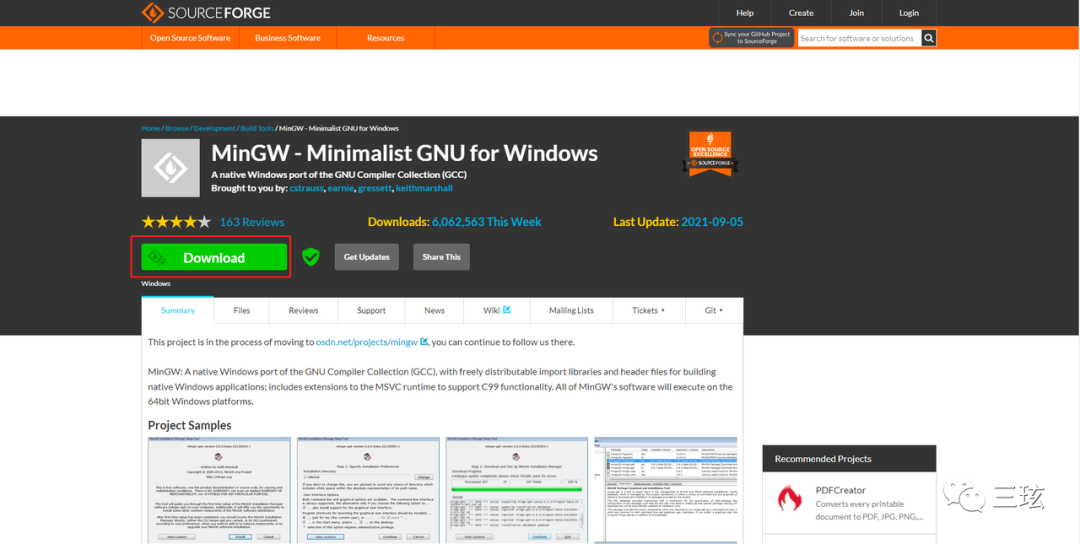 SOURCEFORGE
Help Create Join Login
Open Source Software Business Software Resources
Sync your GitHub Project
to SourceForge
Search for software or solutions
Home / Browse / Development / Build Tools / MinGW - Minimalist GNU for Windows
MinGW - Minimalist GNU for Windows
A native Windows port of the GNU Compiler Collection (GCC)
Brought to you by: cstrauss, earnie, gressett, keithmarshall
OPEN SOURCE
EXCELLENCE
SOURCEFORGE
163 Reviews
Downloads: 6,062,563 This Week
Last Update: 2021-09-05
Download
Get Updates
Share This
Windows
Summary Files Reviews Support News Wiki Mailing Lists Tickets Git
This project is in the process of moving to osdn.net/projects/mingw, you can continue to follow us there.
MinGW: A native Windows port of the GNU Compiler Collection (GCC), with freely distributable import libraries and header files for building
native Windows applications; includes extensions to the MSVC runtime to support C99 functionality. All of MinGW's software will execute on the
64bit Windows platforms.
Project Samples
Recommended Projects
PDFCreator
Converts every printable
document to PDF, JPG, PNG,...
三玹